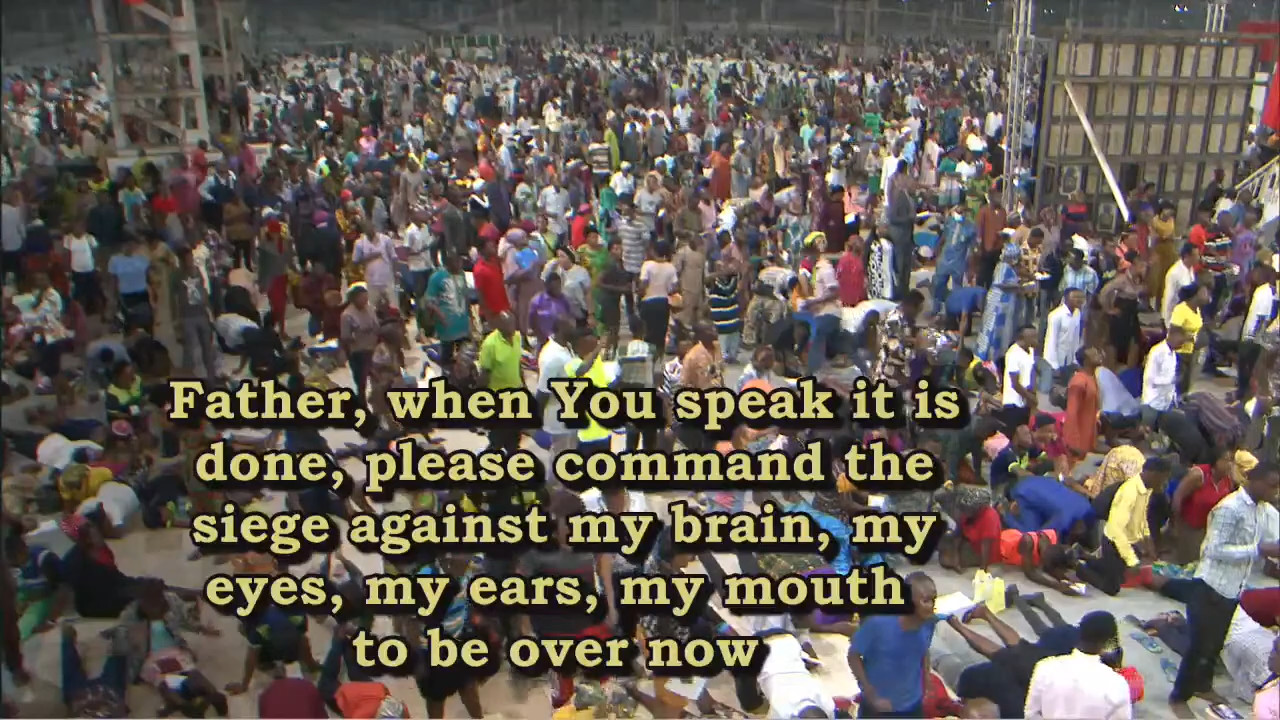 Father, when You speak it is
done, please command the
siege against my brain, my
eyes, my ears, my mouth
to be over now